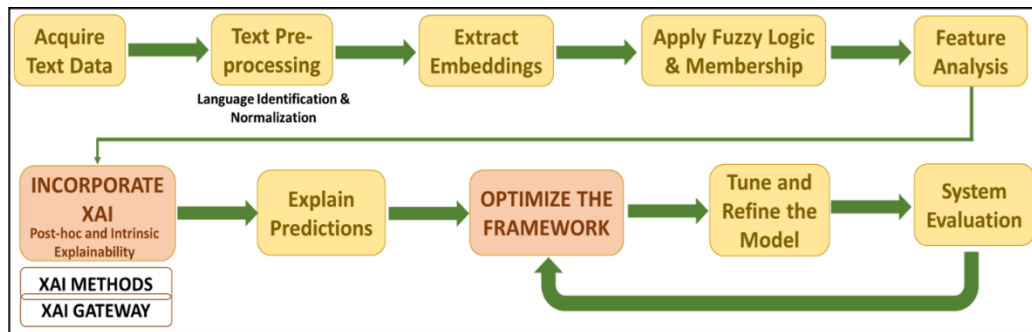 Acquire
Text Data
Text Pre-
processing
Language Identification &
Normalization
Extract
Embeddings
Apply Fuzzy Logic
& Membership
Feature
Analysis
INCORPORATE
XAI
Post-hoc and Intrinsic
Explainability
XAI METHODS
XAI GATEWAY
Explain
Predictions
OPTIMIZE THE
FRAMEWORK
Tune and
Refine the
Model
System
Evaluation